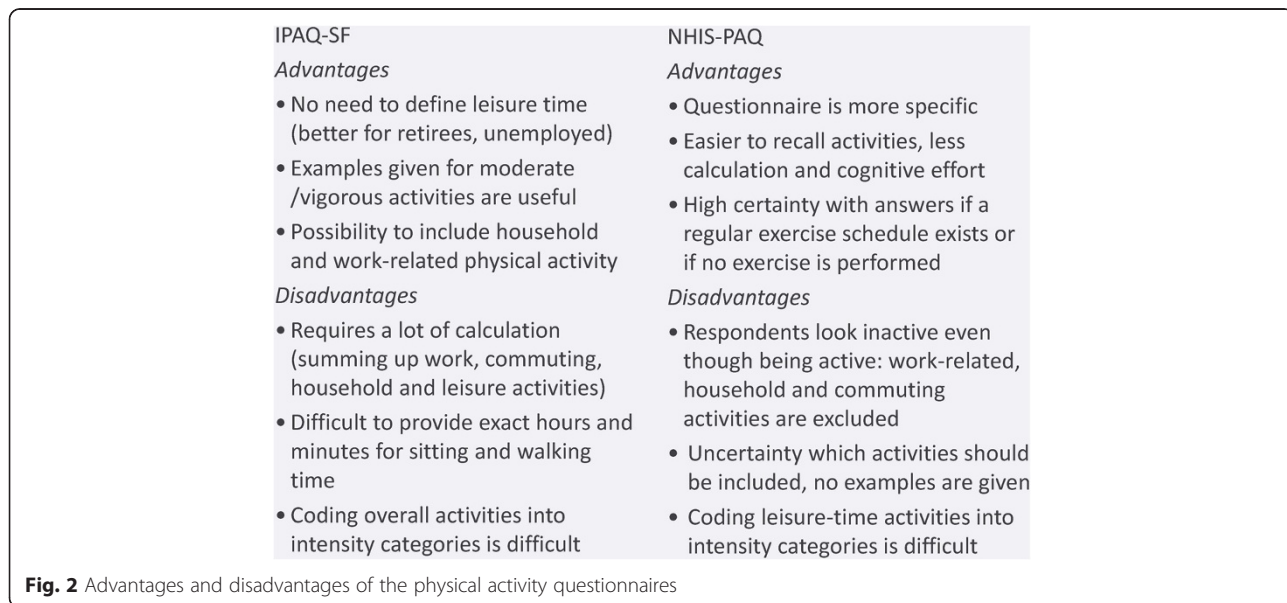 IPAQ-SF
Advantages
• No need to define leisure time
(better for retirees, unemployed)
• Examples given for moderate
/vigorous activities are useful
• Possibility to include household
and work-related physical activity
Disadvantages
• Requires a lot of calculation
(summing up work, commuting,
household and leisure activities)
• Difficult to provide exact hours and
minutes for sitting and walking
time
• Coding overall activities into
intensity categories is difficult
NHIS-PAQ
Advantages
• Questionnaire is more specific
• Easier to recall activities, less
calculation and cognitive effort
• High certainty with answers if a
regular exercise schedule exists or
if no exercise is performed
Disadvantages
• Respondents look inactive even
though being active: work-related,
household and commuting
activities are excluded
• Uncertainty which activities should
be included, no examples are given
• Coding leisure-time activities into
intensity categories is difficult
Fig. 2 Advantages and disadvantages of the physical activity questionnaires